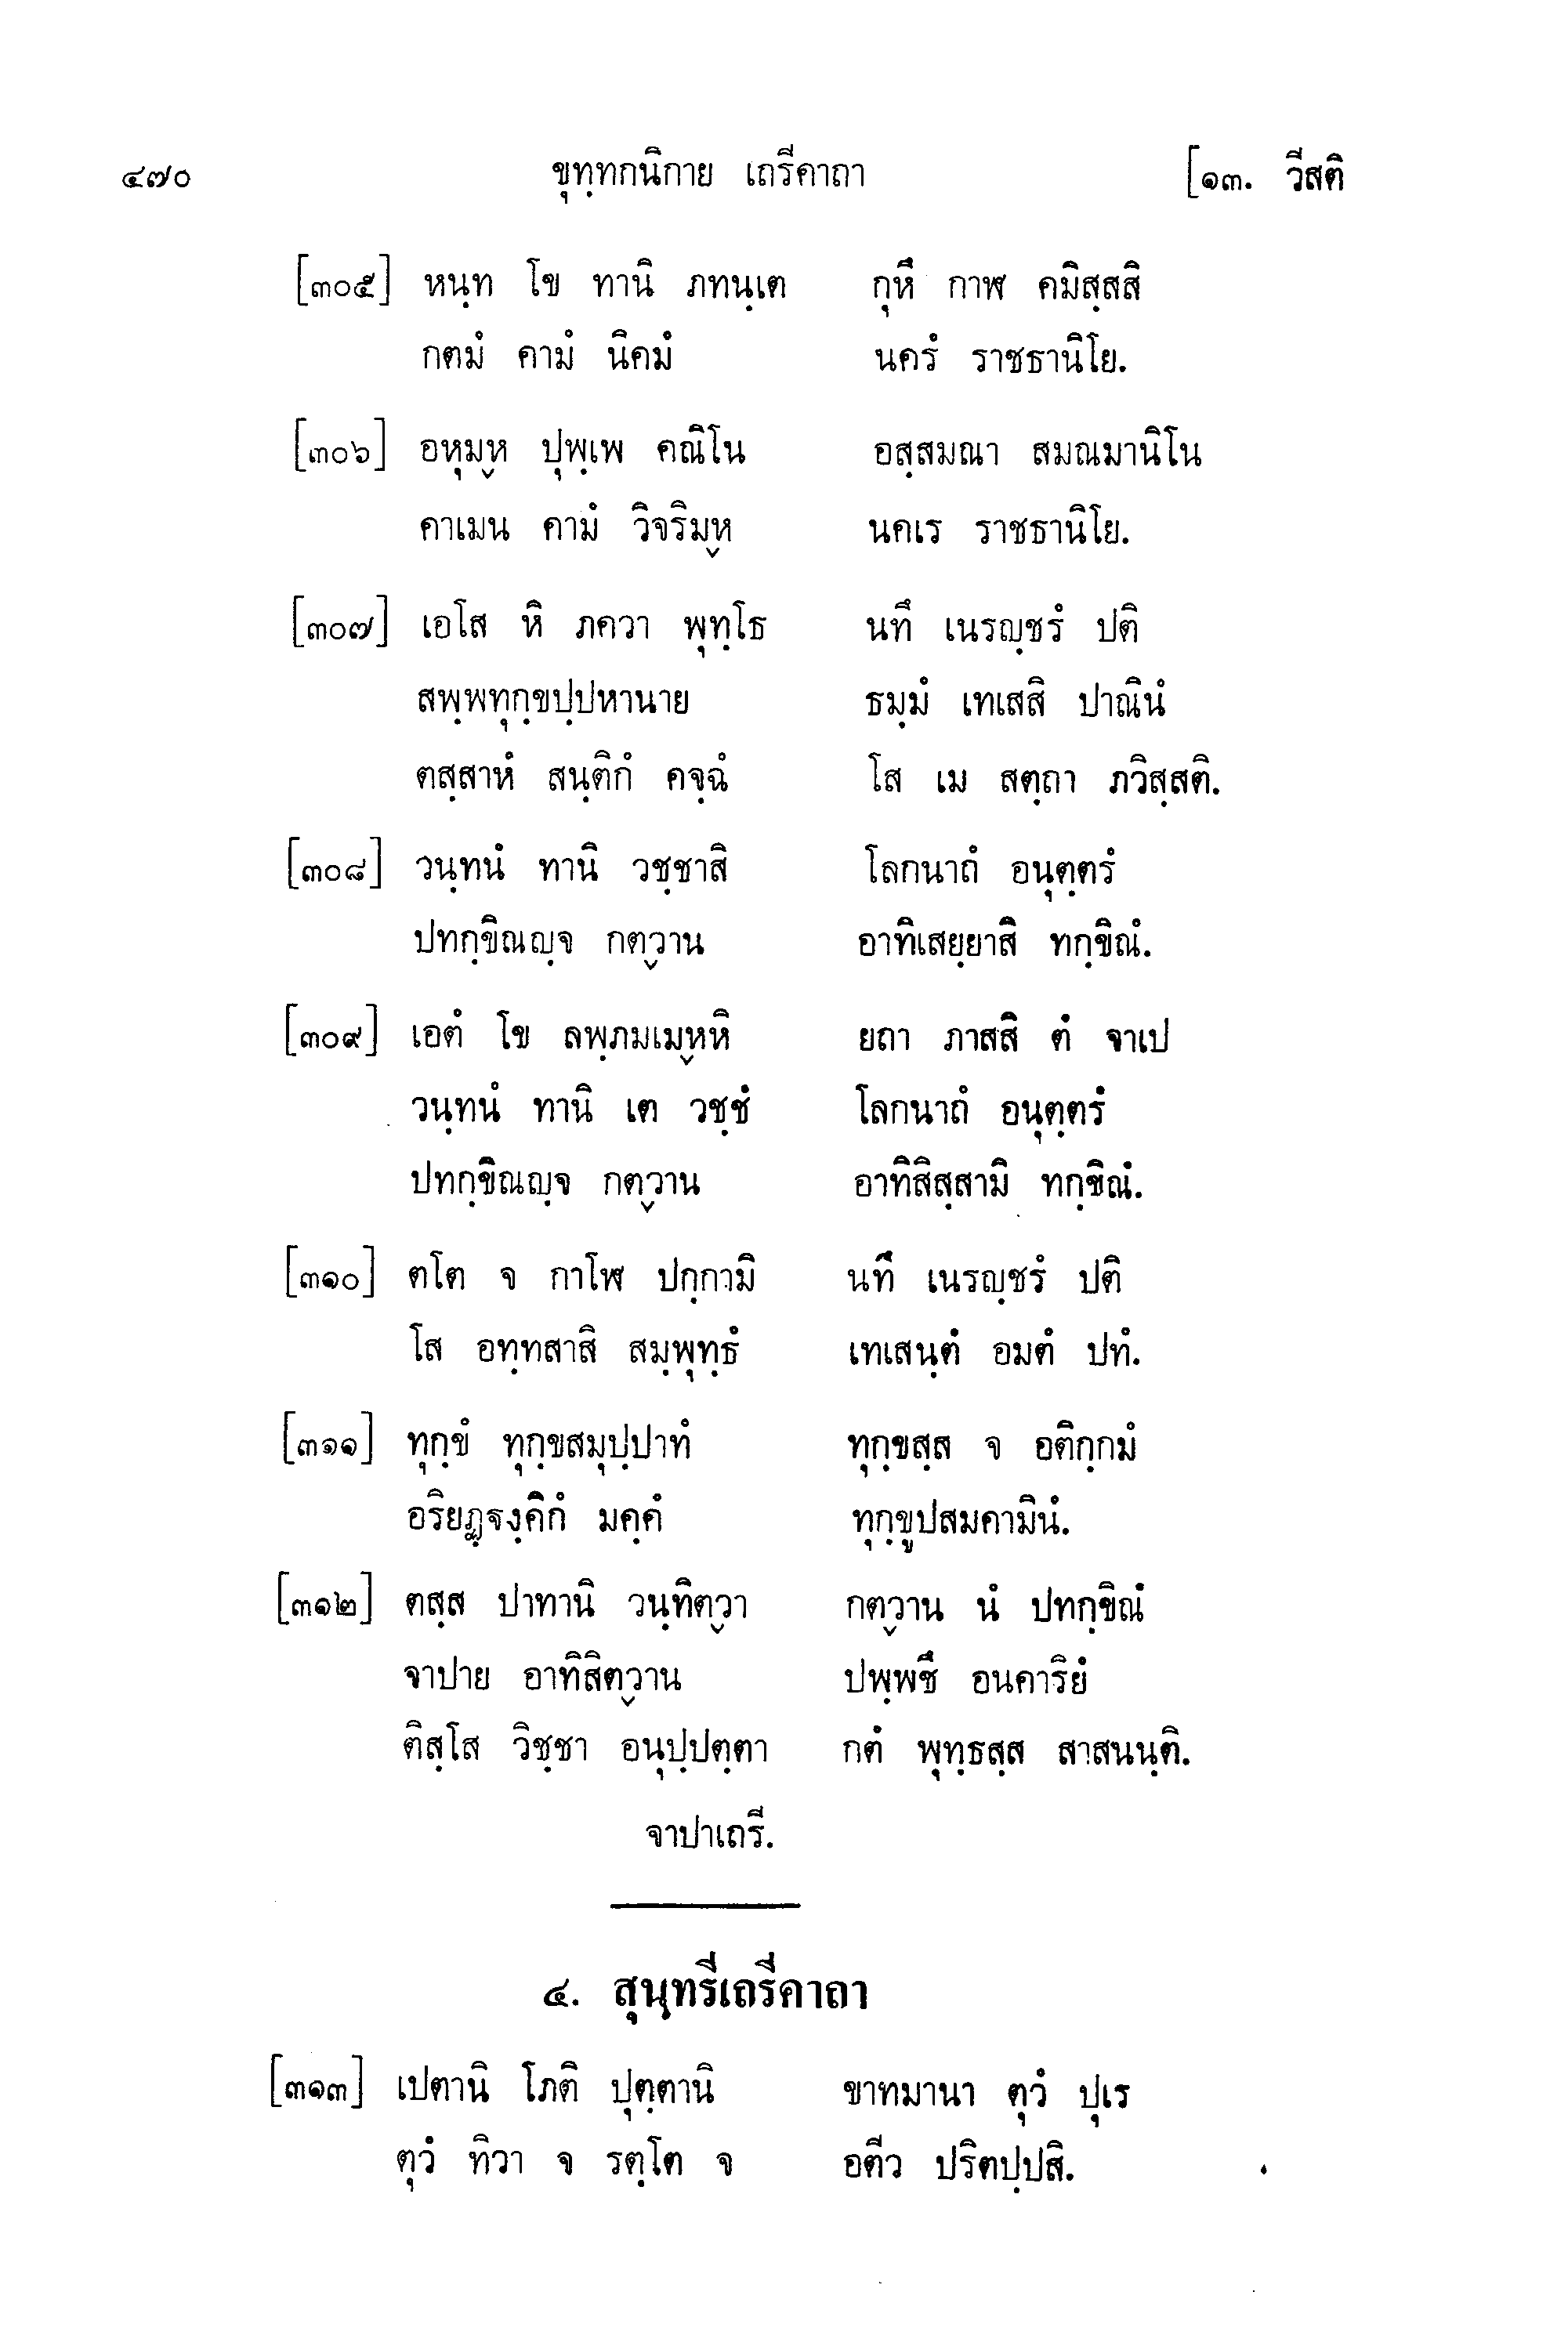 ๔๗๐ ขุทฺทกนิกาย เถรีคาถา [๑๓. วีสติ
[๓๐๕] หนฺท โข ทานิ ภทนฺเต กุหึ กาฬ คมิสฺสสิ
กตมํ คามํ นิคมํ นครํ ราชธานิโย.
[๓๐๖] อหุมฺห ปุพฺเพ คณิโน อสฺสมณา สมณมานิโน
คาเมน คามํ วิจริมฺห นคเร ราชธานิโย.
[๓๐๗] เอโส หิ ภควา พุทฺโธ นทึ เนรญฺชรํ ปติ
สพฺพทุกฺขปฺปหานาย ธมฺมํ เทเสสิ ปาณินํ
ตสฺสาหํ สนฺติกํ คจฺฉํ โส เม สตฺถา ภวิสฺสติ.
[๓๐๘] วนฺทนํ ทานิ วชฺชาสิ โลกนาถํ อนุตฺตรํ
ปทกฺขิณญฺจ กตฺวาน อาทิเสยฺยาสิ ทกฺขิณํ.
[๓๐๙] เอตํ โข ลพฺภมเมฺหหิ ยถา ภาสสิ ตํ จาเป
วนฺทนํ ทานิ เต วชฺชํ โลกนาถํ อนุตฺตรํ
ปทกฺขิณญฺจ กตฺวาน อาทิสิสฺสามิ ทกฺขิณํ.
[๓๑๐] ตโต จ กาโฬ ปกฺกามิ นทึ เนรญฺชรํ ปติ
โส อทฺทสาสิ สมฺพุทฺธํ เทเสนฺตํ อมตํ ปทํ.
[๓๑๑] ทุกฺขํ ทุกฺขสมุปฺปาทํ ทุกฺขสฺส จ อติกฺกมํ
อริยฏฺฐงฺคิกํ มคฺคํ ทุกฺขูปสมคามินํ.
[๓๑๒] ตสฺส ปาทานิ วนฺทิตฺวา กตฺวาน นํ ปทกฺขิณํ
จาปาย อาทิสิตฺวาน ปพฺพชึ อนคาริยํ
ติสฺโส วิชฺชา อนุปฺปตฺตา กตํ พุทฺธสฺส สาสนนฺติ.
จาปาเถรี.
๔. สุนฺทรีเถรีคาถา
[๓๑๓] เปตานิ โภติ ปุตฺตานิ ขาทมานา ตุวํ ปุเร
ตุวํ ทิวา จ รตฺโต จ อตีว ปริตปฺปสิ.